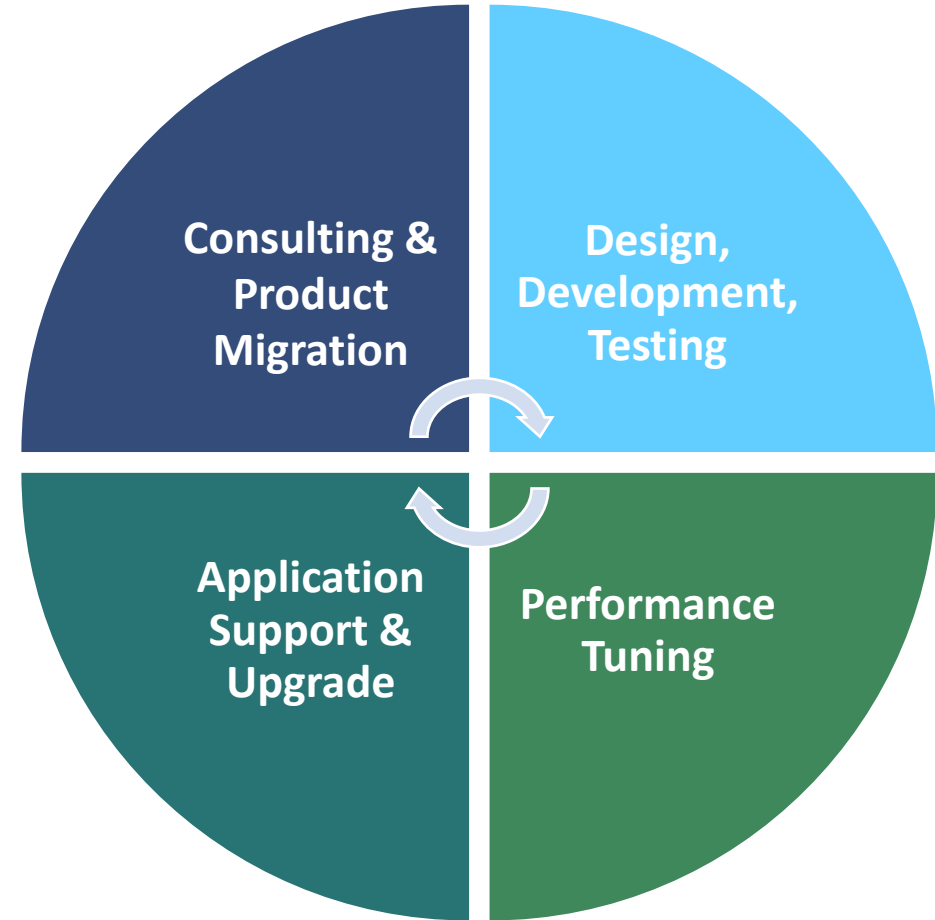 Consulting &
Product
Migration
Design,
Development,
Testing
Application
Support &
Upgrade
Performance
Tuning